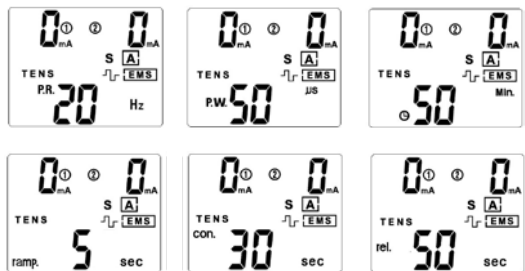 0 mA ① ② 0 mA
S A
TENS EMS
P.R. 20 Hz
0 mA ① ② 0 mA
S A
TENS EMS
P.W. 50 µs
0 mA ① ② 0 mA
S A
TENS EMS
50 Min.
0 mA ① ② 0 mA
S A
TENS EMS
ramp. 5 sec
0 mA ① ② 0 mA
S A
TENS EMS
con. 30 sec
0 mA ① ② 0 mA
S A
TENS EMS
rel. 50 sec